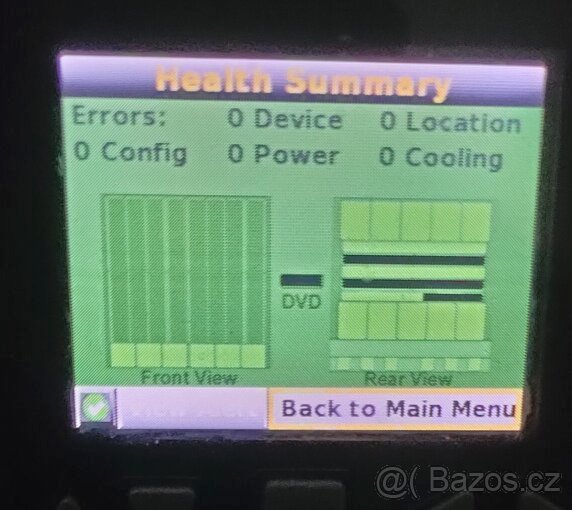 Health Summary
Errors: 0 Device 0 Location
0 Config 0 Power 0 Cooling
DVD
Front View Rear View
Back to Main Menu
@( Bazos.cz